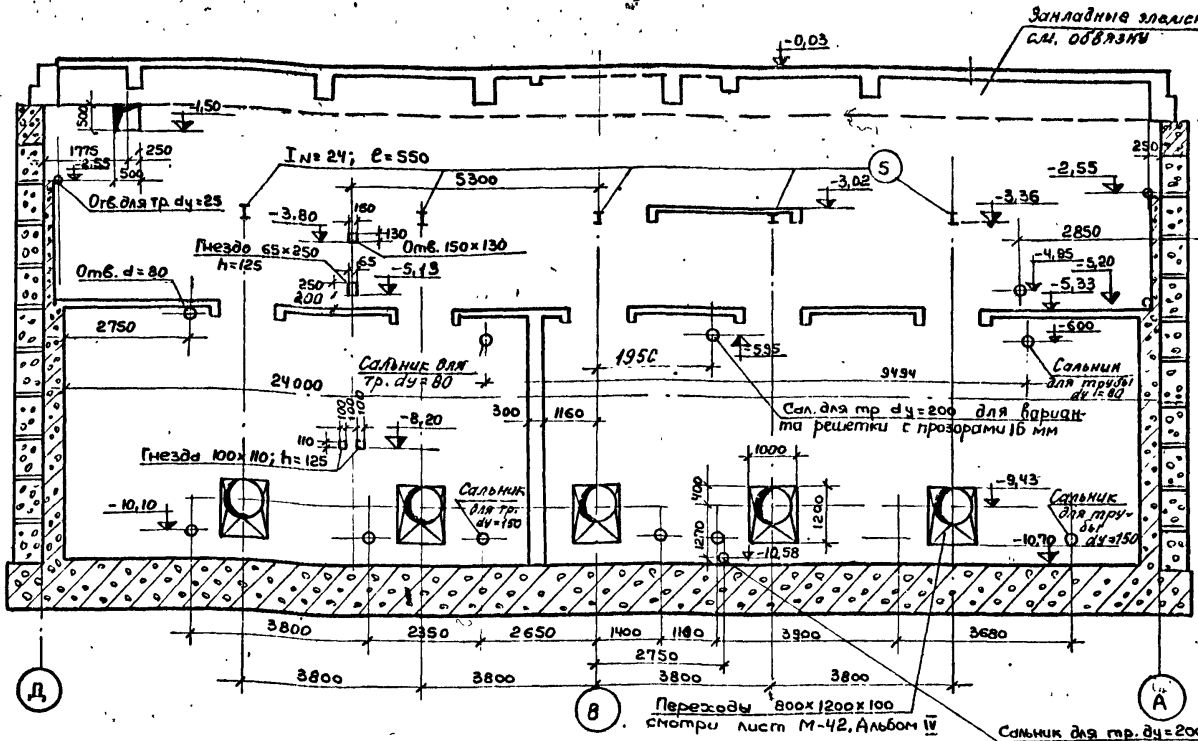 Закладные элемен
см. обвязку
-0,03
500
-1,50
1775
250
-2,55
500
Отв. для тр. dу=25
I N=24; ℓ=550
5
5300
-3,02
250
-2,55
-3,36
-3,80
150
130
Отв. 150×130
2850
Гнездо 65×250
h=125
65
-5,13
250
200
Отв. d=80
-4,85
-5,20
-5,33
2750
-600
-5.95
1950
Сальник для
тр. dу=80
24000
9494
Сальник
для трубы
dу=80
300
1160
Сал. для тр dу=200 для вариан-
та решетки с прозорами 16 мм
100
100
100
110
-8,20
Гнезда 100×110; h=125
1000
400
1200
1270
-9,43
-10,10
Сальник
для тр.
dу=150
Сальник
для тру-
бы
dу=150
-10,58
-10,70
3800
2350
2650
1400
1180
3900
3680
2750
3800
3800
3800
3800
Д
В
А
Переходы 800×1200×100
смотри лист М-42, Альбом IV
Сальник для тр. dу=200